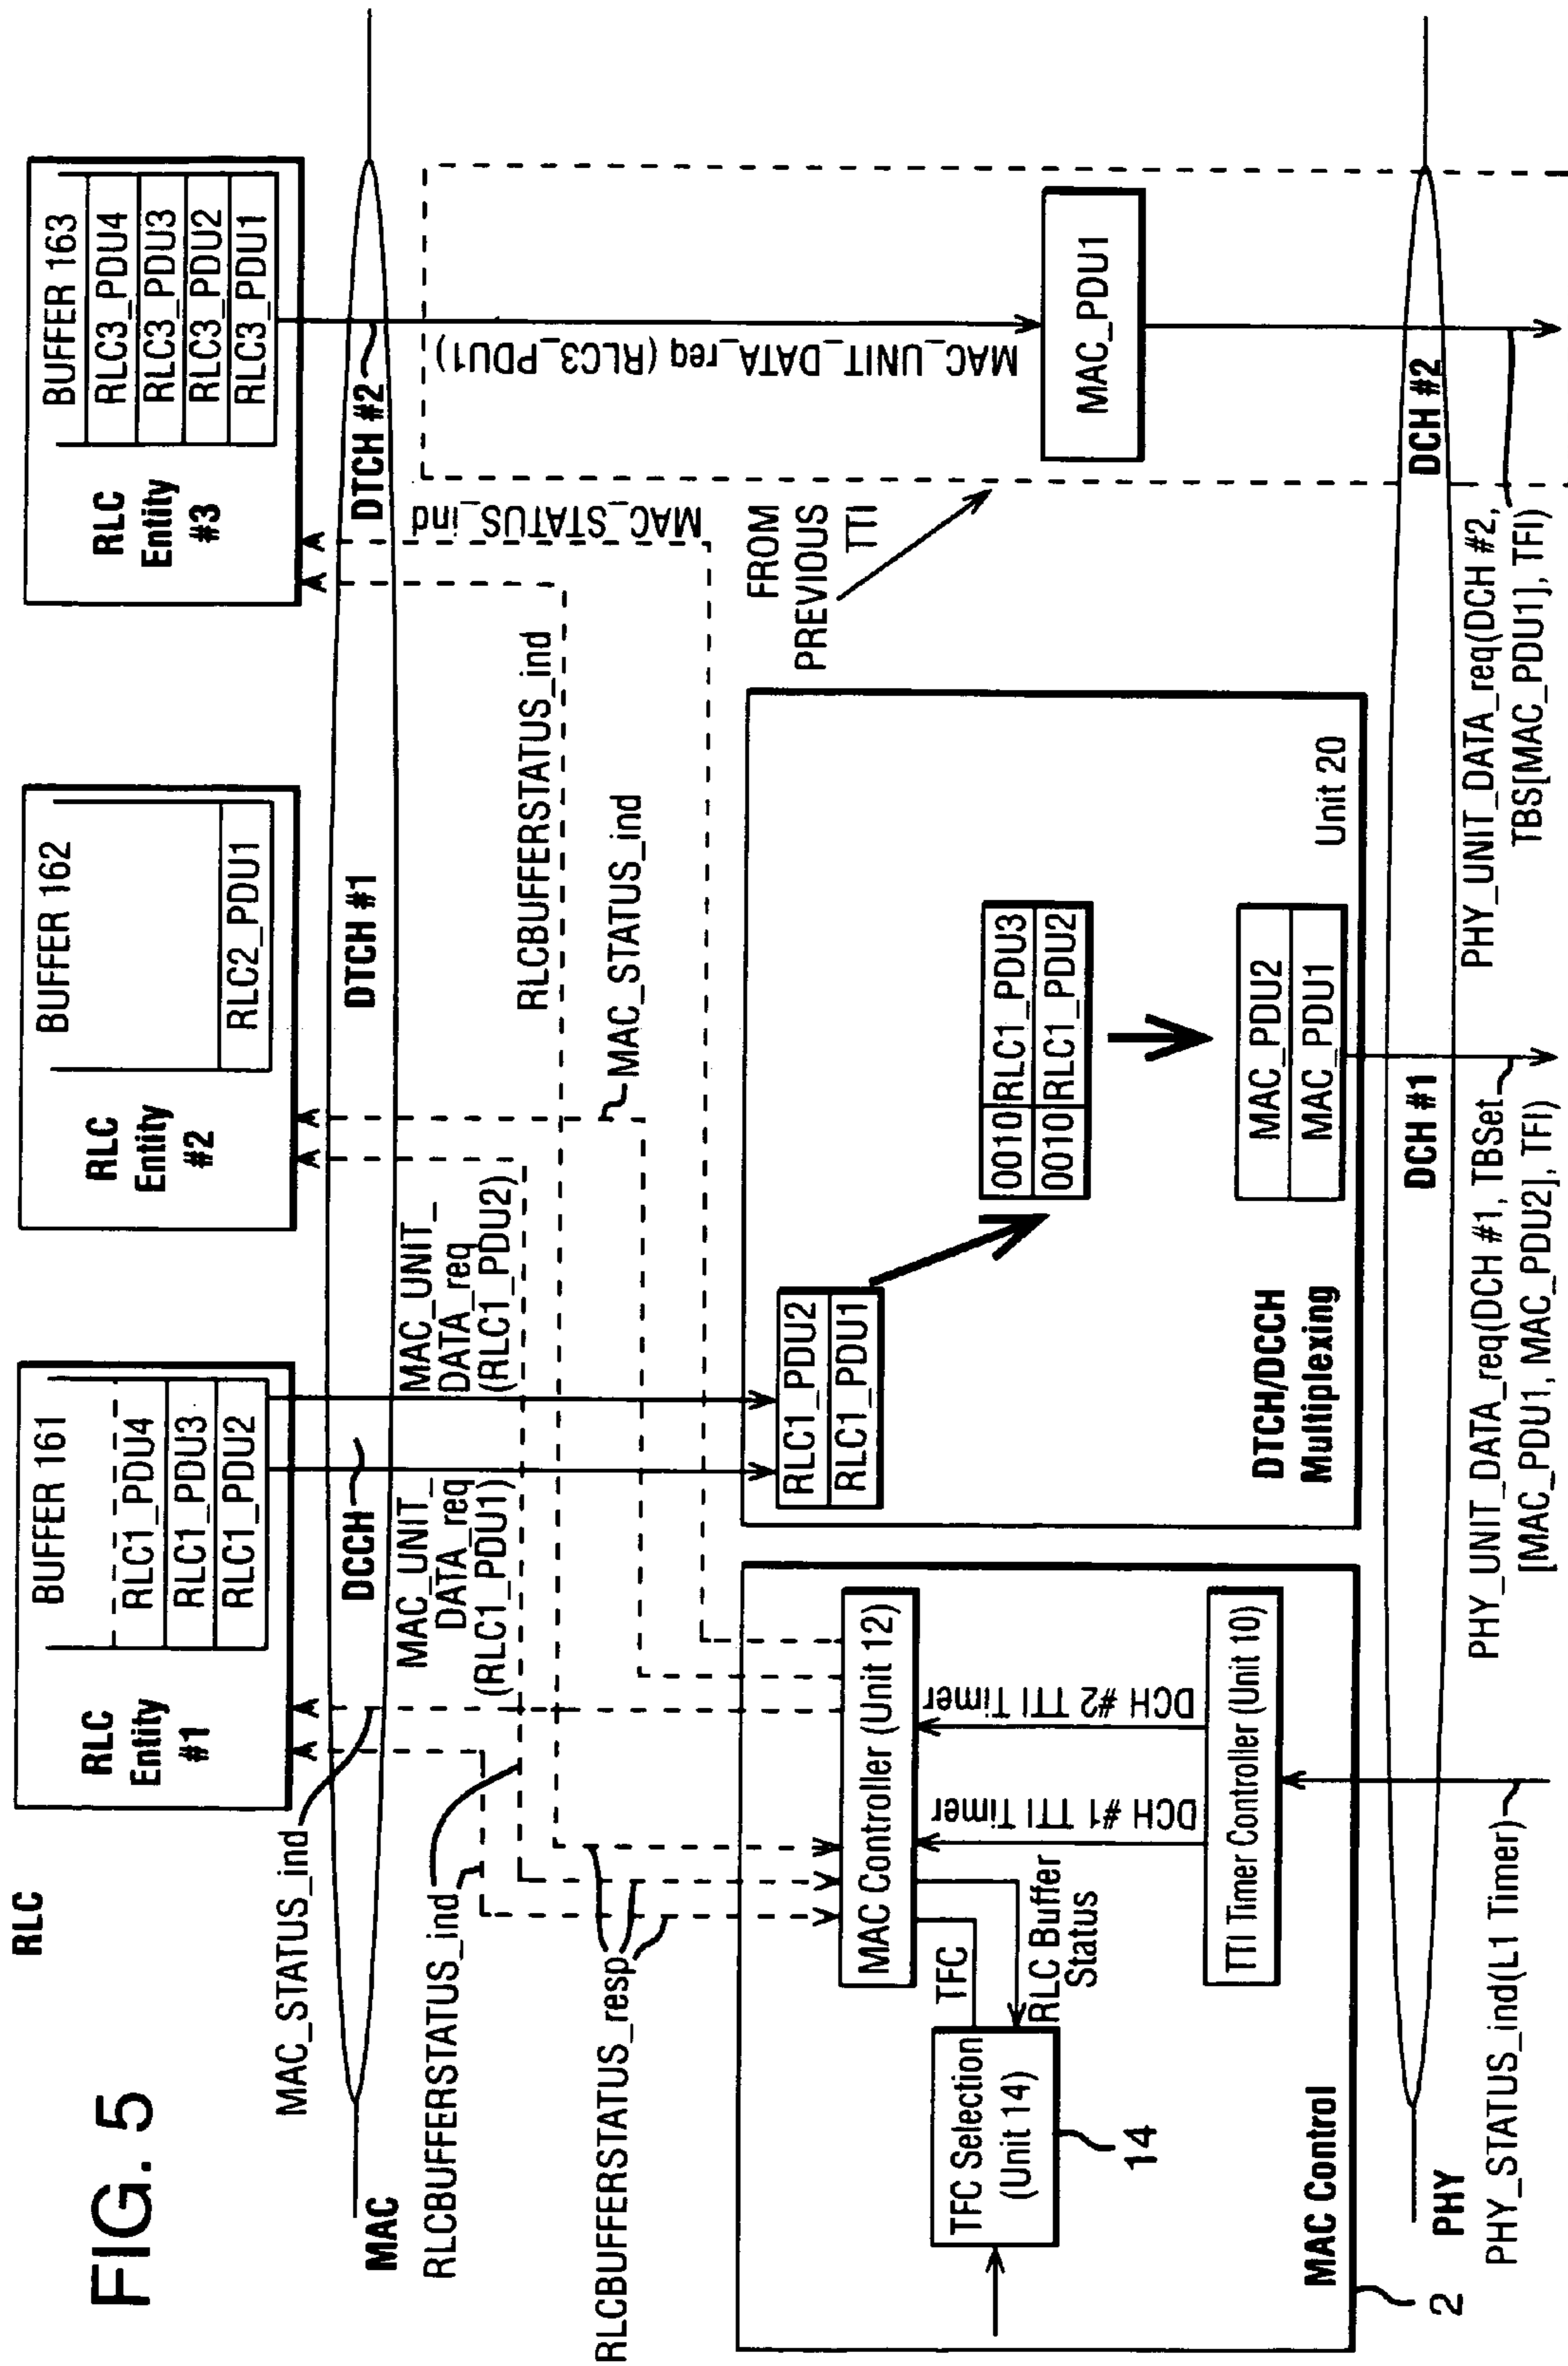 FIG. 5
RLC
RLC
Entity
#1
BUFFER 161
RLC1_PDU4
RLC1_PDU3
RLC1_PDU2
RLC
Entity
#2
BUFFER 162
RLC2_PDU1
RLC
Entity
#3
BUFFER 163
RLC3_PDU4
RLC3_PDU3
RLC3_PDU2
RLC3_PDU1
MAC_STATUS_ind
DCCH
DTCH #1
DTCH #2
MAC
RLCBUFFERSTATUS_ind
MAC_UNIT_
DATA_req
(RLC1_PDU1)
MAC_UNIT_
DATA_req
(RLC1_PDU2)
RLCBUFFERSTATUS_ind
MAC_STATUS_ind
MAC_STATUS_ind
MAC_UNIT_DATA_req (RLC3_PDU1)
RLCBUFFERSTATUS_resp
FROM
PREVIOUS
TTI
MAC Controller (Unit 12)
TFC
RLC Buffer
Status
TFC Selection
(Unit 14)
14
DCH #1 TTI Timer
DCH #2 TTI Timer
TTI Timer Controller (Unit 10)
MAC Control
2
RLC1_PDU2
RLC1_PDU1
0010 RLC1_PDU3
0010 RLC1_PDU2
MAC_PDU2
MAC_PDU1
DTCH/DCCH
Multiplexing
Unit 20
MAC_PDU1
PHY
DCH #1
DCH #2
PHY_STATUS_ind(L1 Timer)
PHY_UNIT_DATA_req(DCH #1, TBSet
[MAC_PDU1, MAC_PDU2], TFI)
PHY_UNIT_DATA_req(DCH #2,
TBS[MAC_PDU1], TFI)